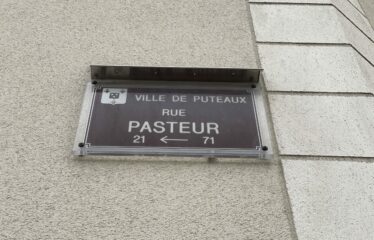 VILLE DE PUTEAUX
RUE
PASTEUR
21 ← 71